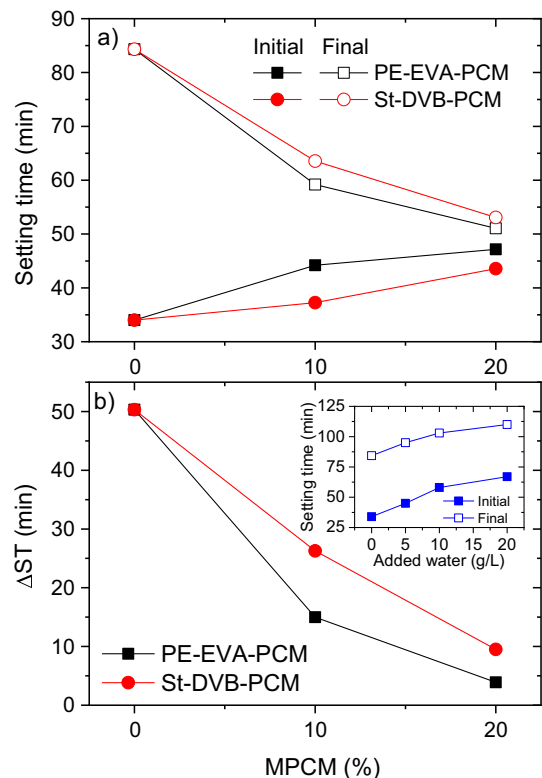 a)
Initial Final
PE-EVA-PCM
St-DVB-PCM
Setting time (min)
90
80
70
60
50
40
30
0 10 20
b)
ΔST (min)
50
40
30
20
10
0
Setting time (min)
125
100
75
50
25
Initial
Final
0 5 10 15 20
Added water (g/L)
PE-EVA-PCM
St-DVB-PCM
0 10 20
MPCM (%)